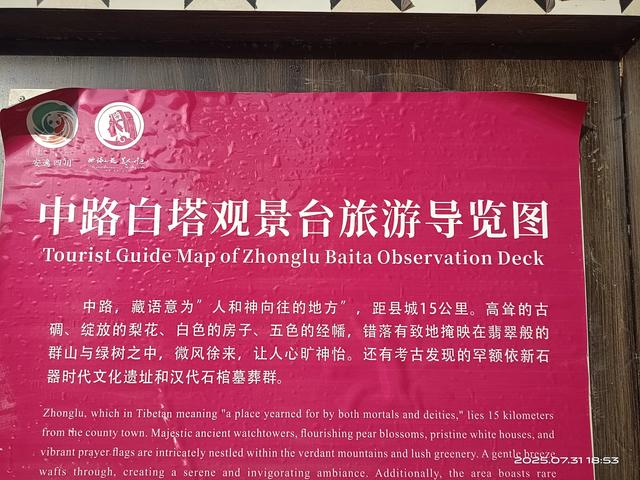 安逸四川
中路白塔观景台旅游导览图
Tourist Guide Map of Zhonglu Baita Observation Deck
中路，藏语意为"人和神向往的地方"，距县城15公里。高耸的古
碉、绽放的梨花、白色的房子、五色的经幡，错落有致地掩映在翡翠般的
群山与绿树之中，微风徐来，让人心旷神怡。还有考古发现的罕额依新石
器时代文化遗址和汉代石棺墓葬群。
Zhonglu, which in Tibetan meaning "a place yearned for by both mortals and deities," lies 15 kilometers
from the county town. Majestic ancient watchtowers, flourishing pear blossoms, pristine white houses, and
vibrant prayer flags are intricately nestled within the verdant mountains and lush greenery. A gentle breeze
wafts through, creating a serene and invigorating ambiance. Additionally, the area boasts rare
2025.07.31 18:53